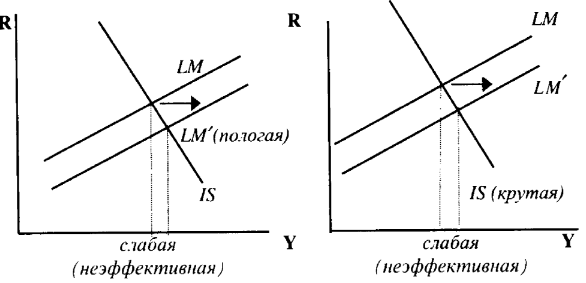 R
LM
LM′(пологая)
IS
слабая
(неэффективная)
Y
R
LM
LM′
IS (крутая)
слабая
(неэффективная)
Y